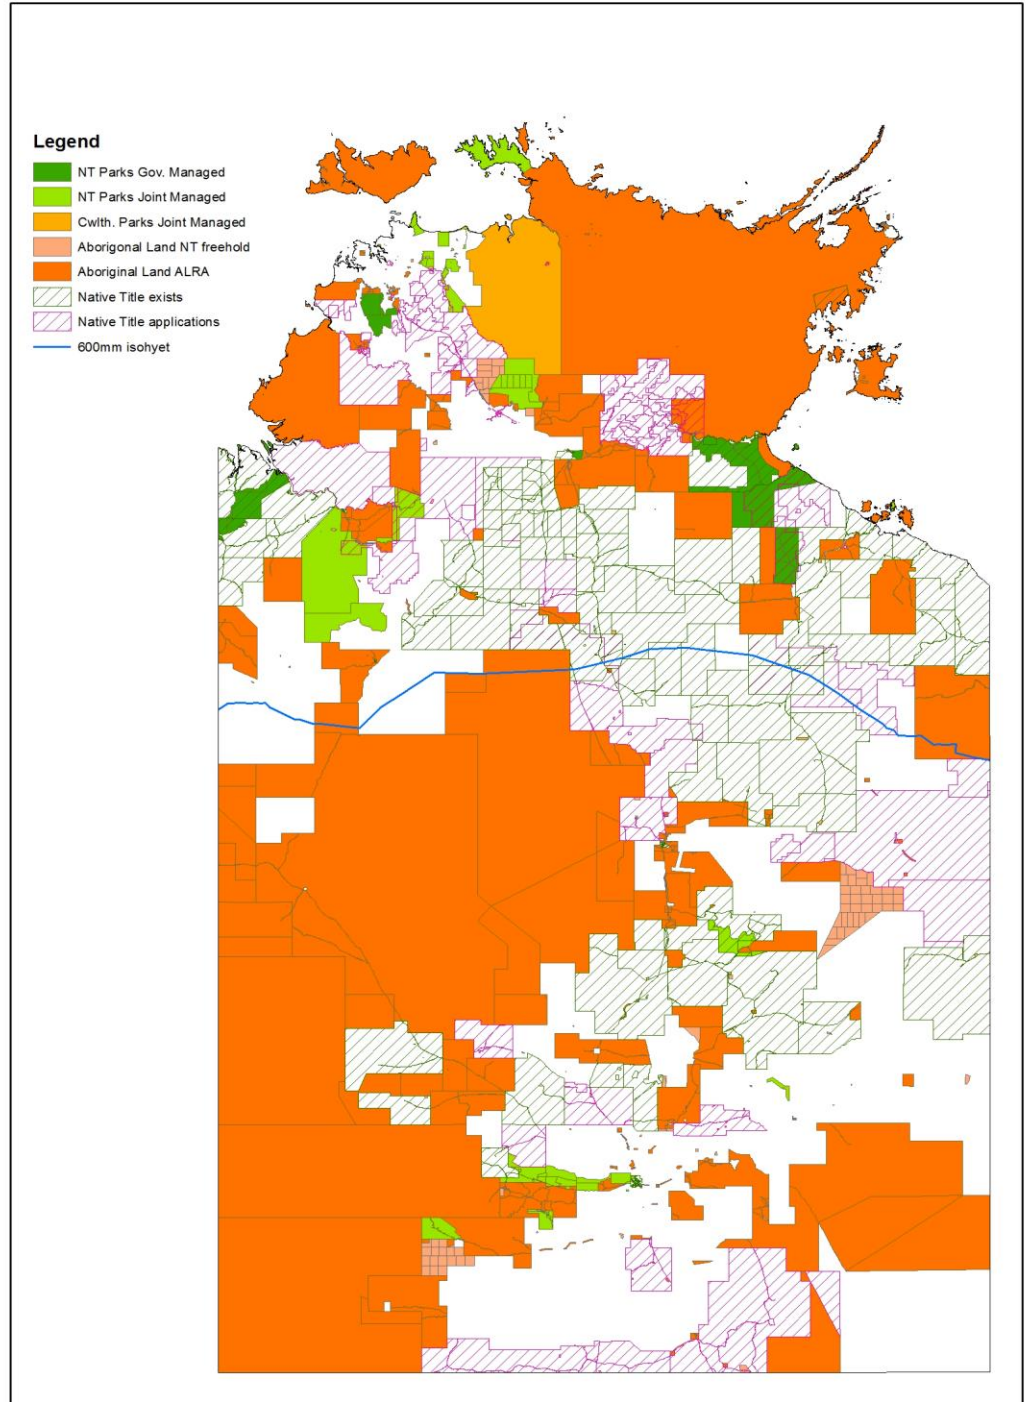 Legend
NT Parks Gov. Managed
NT Parks Joint Managed
Cwlth. Parks Joint Managed
Aborigonal Land NT freehold
Aboriginal Land ALRA
Native Title exists
Native Title applications
600mm isohyet